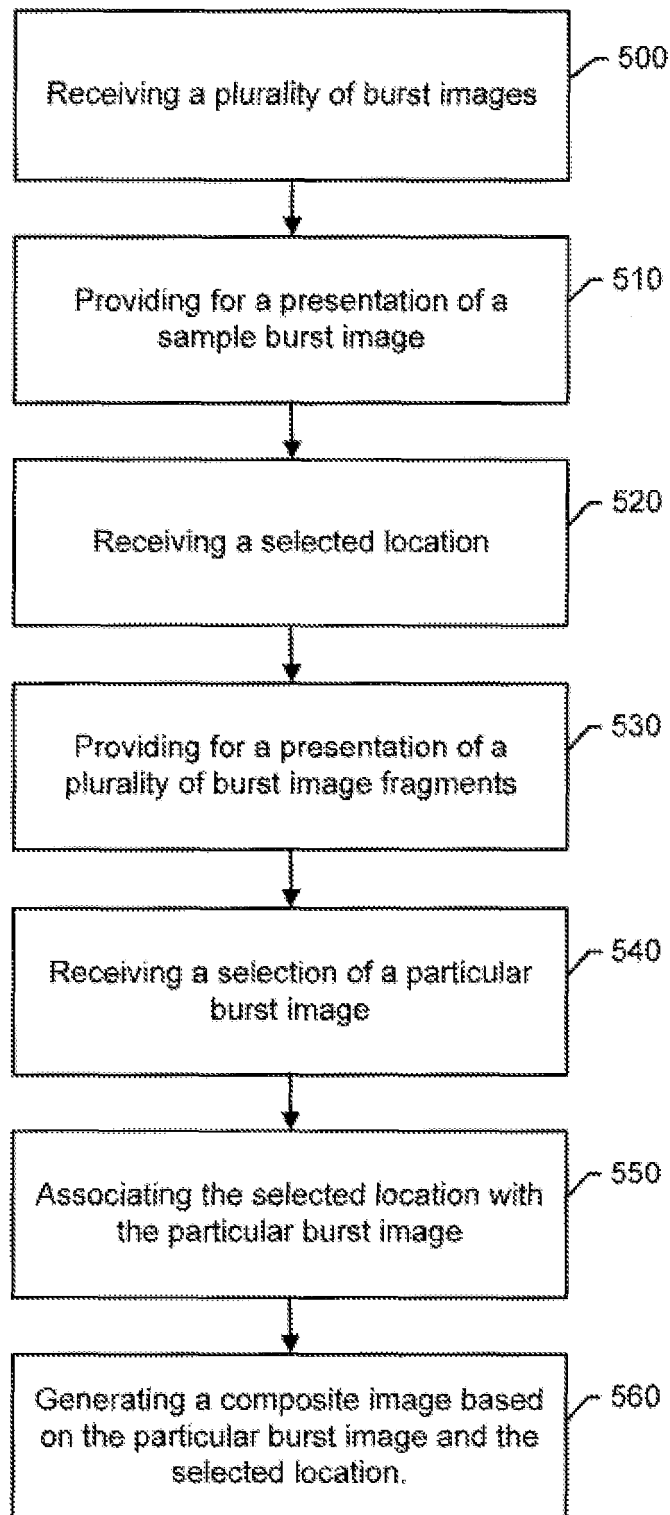 Receiving a plurality of burst images
500
Providing for a presentation of a
sample burst image
510
Receiving a selected location
520
Providing for a presentation of a
plurality of burst image fragments
530
Receiving a selection of a particular
burst image
540
Associating the selected location with
the particular burst image
550
Generating a composite image based
on the particular burst image and the
selected location.
560